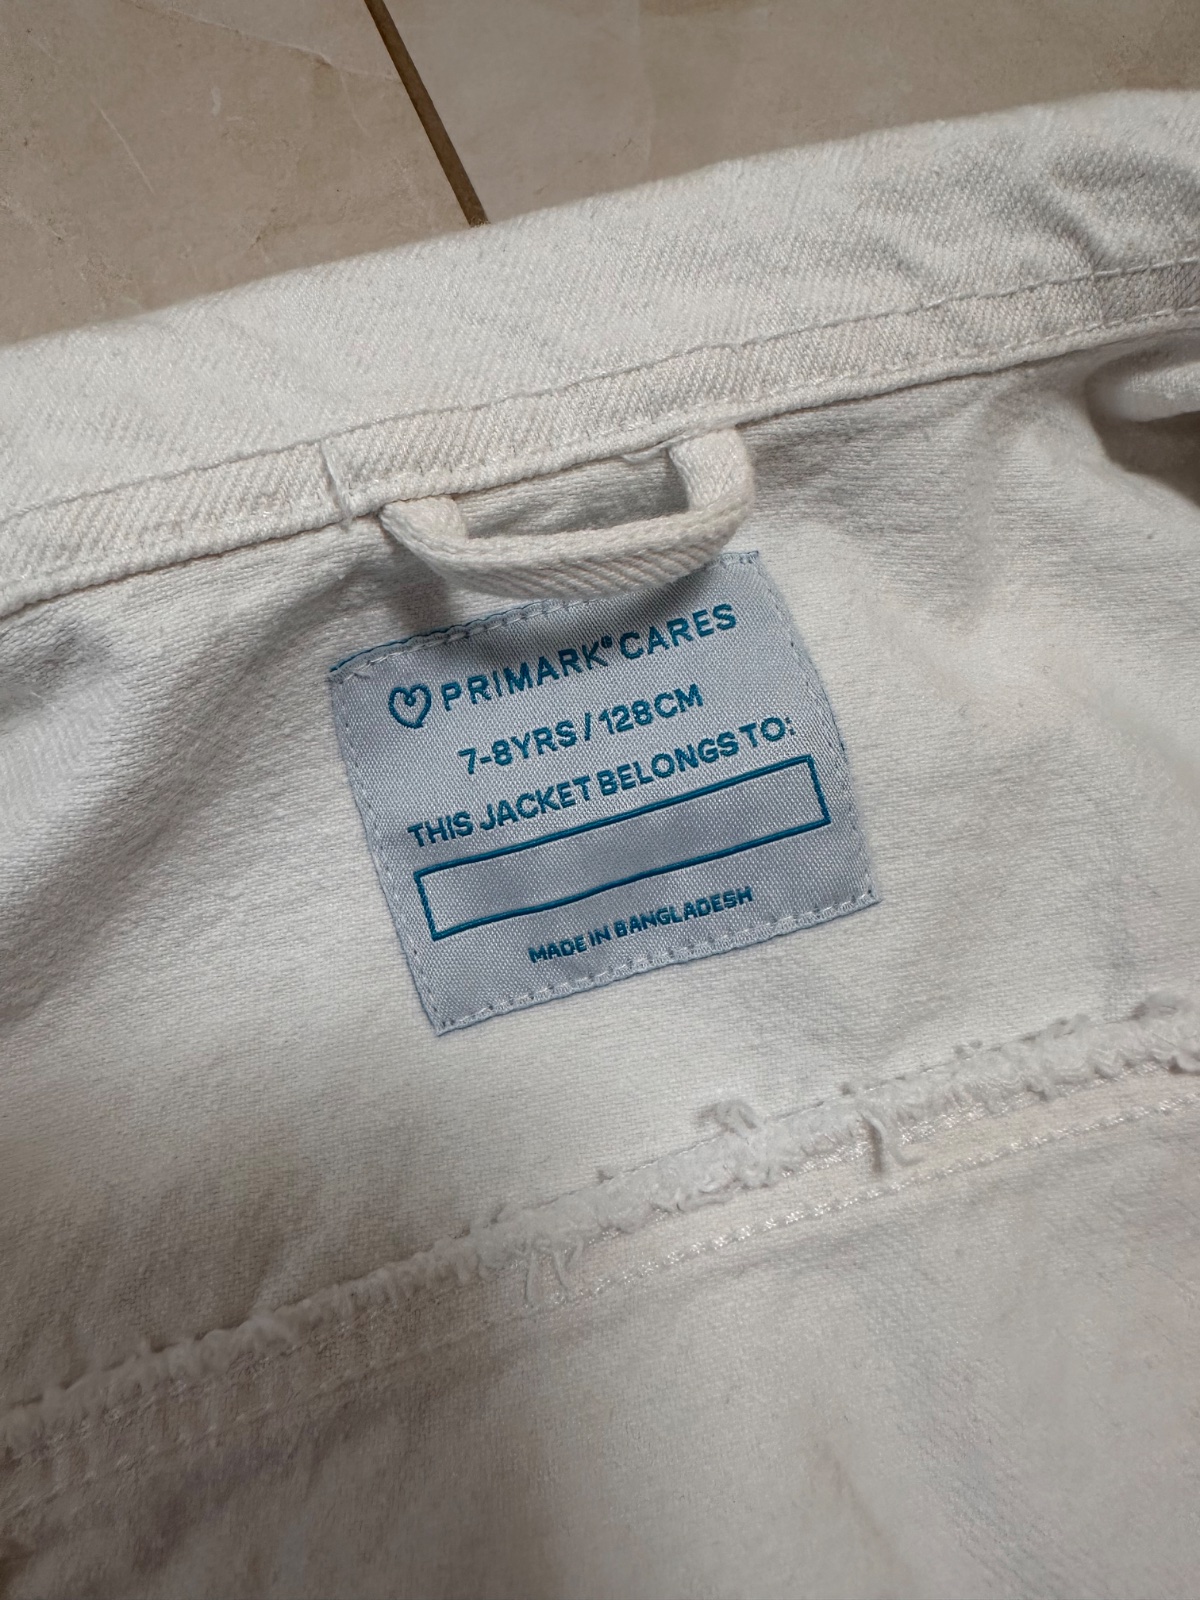 PRIMARK® CARES
7-8YRS / 128CM
THIS JACKET BELONGS TO:
MADE IN BANGLADESH